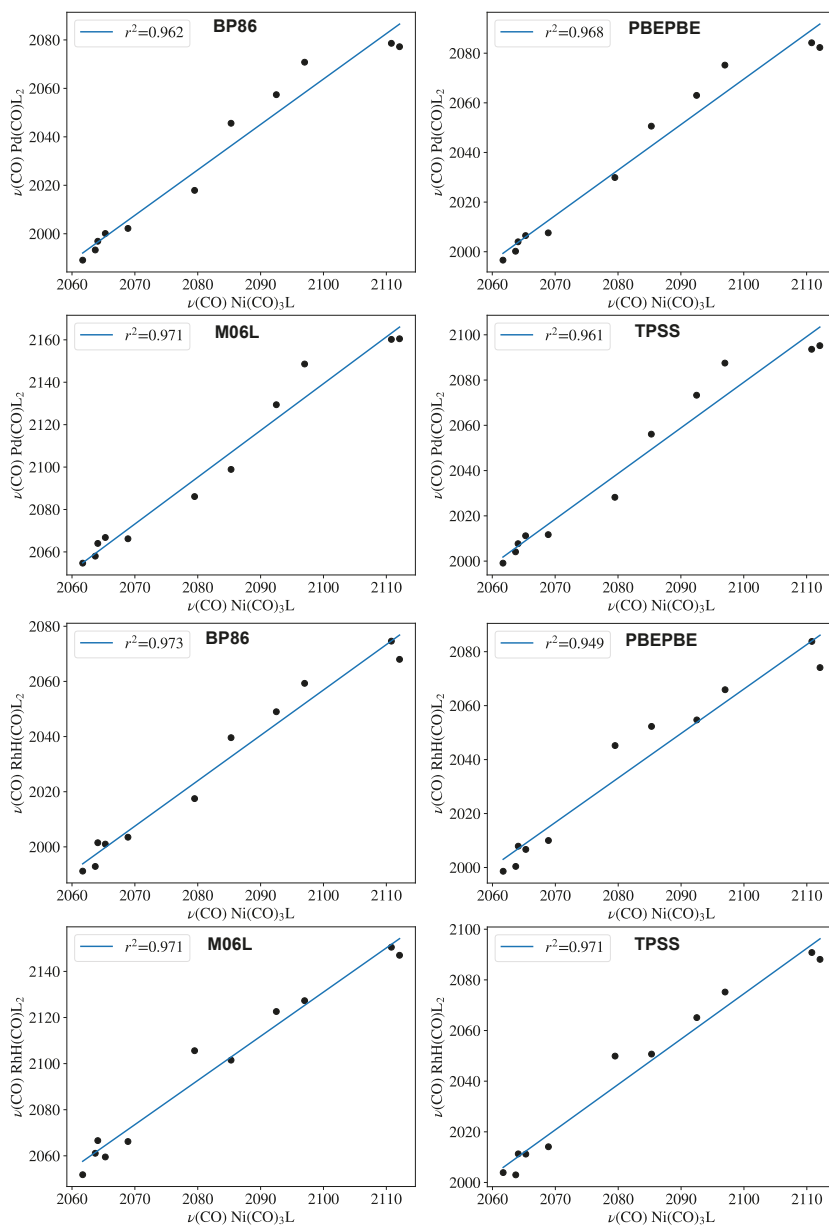 BP86
r²=0.962
2080
2060
2040
2020
2000
ν(CO) Pd(CO)L₂
2060 2070 2080 2090 2100 2110
ν(CO) Ni(CO)₃L
PBEPBE
r²=0.968
2080
2060
2040
2020
2000
ν(CO) Pd(CO)L₂
2060 2070 2080 2090 2100 2110
ν(CO) Ni(CO)₃L
M06L
r²=0.971
2160
2140
2120
2100
2080
2060
ν(CO) Pd(CO)L₂
2060 2070 2080 2090 2100 2110
ν(CO) Ni(CO)₃L
TPSS
r²=0.961
2100
2080
2060
2040
2020
2000
ν(CO) Pd(CO)L₂
2060 2070 2080 2090 2100 2110
ν(CO) Ni(CO)₃L
BP86
r²=0.973
2080
2060
2040
2020
2000
ν(CO) RhH(CO)L₂
2060 2070 2080 2090 2100 2110
ν(CO) Ni(CO)₃L
PBEPBE
r²=0.949
2080
2060
2040
2020
2000
ν(CO) RhH(CO)L₂
2060 2070 2080 2090 2100 2110
ν(CO) Ni(CO)₃L
M06L
r²=0.971
2140
2120
2100
2080
2060
ν(CO) RhH(CO)L₂
2060 2070 2080 2090 2100 2110
ν(CO) Ni(CO)₃L
TPSS
r²=0.971
2100
2080
2060
2040
2020
2000
ν(CO) RhH(CO)L₂
2060 2070 2080 2090 2100 2110
ν(CO) Ni(CO)₃L